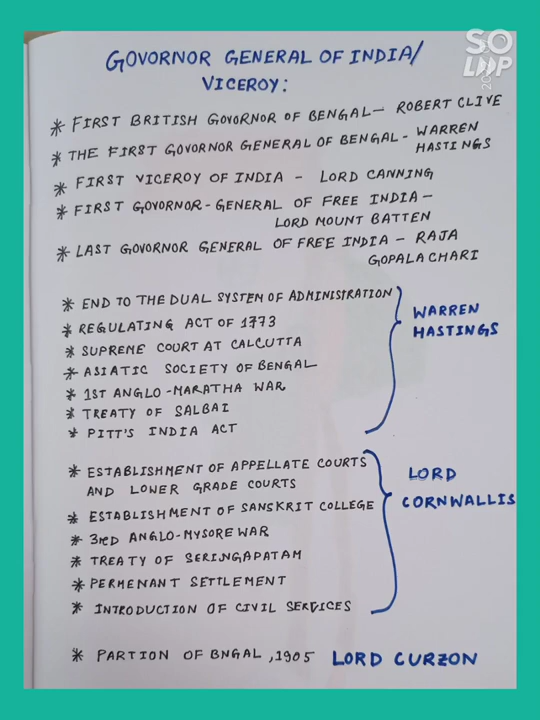 SO
LOOP
GOVORNOR GENERAL OF INDIA/
VICEROY:
* FIRST BRITISH GOVORNOR OF BENGAL— ROBERT CLIVE
* THE FIRST GOVORNOR GENERAL OF BENGAL - WARREN
HASTINGS
* FIRST VICEROY OF INDIA - LORD CANNING
* FIRST GOVORNOR-GENERAL OF FREE INDIA —
LORD MOUNT BATTEN
* LAST GOVORNOR GENERAL OF FREE INDIA — RAJA
GOPALA CHARI
* END TO THE DUAL SYSTEM OF ADMINISTRATION
* REGULATING ACT OF 1773
* SUPREME COURT AT CALCUTTA
* ASIATIC SOCIETY OF BENGAL
* 1ST ANGLO-MARATHA WAR
* TREATY OF SALBAI
* PITT'S INDIA ACT
WARREN
HASTINGS
* ESTABLISHMENT OF APPELLATE COURTS
AND LOWER GRADE COURTS
* ESTABLISHMENT OF SANSKRIT COLLEGE
* 3RD ANGLO-MYSORE WAR
* TREATY OF SERINGAPATAM
* PERMENANT SETTLEMENT
* INTRODUCTION OF CIVIL SERVICES
LORD
CORNWALLIS
* PARTION OF BNGAL, 1905 LORD CURZON